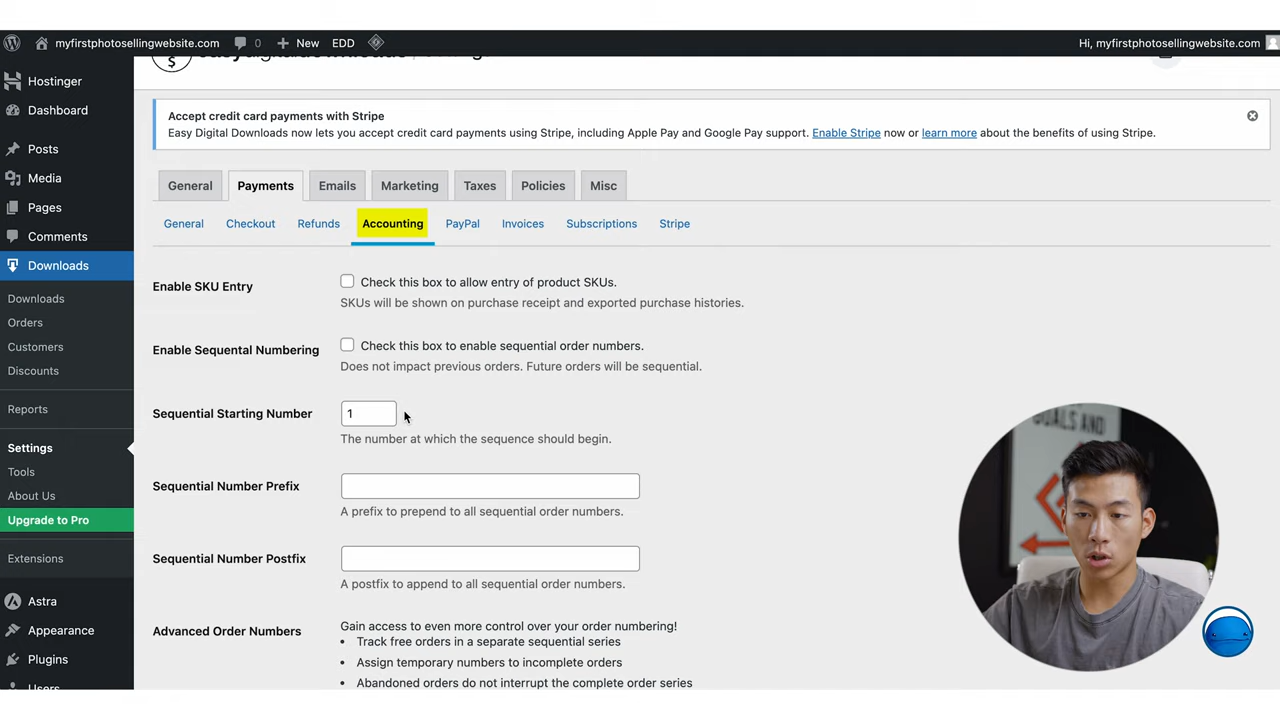 myfirstphotosellingwebsite.com 0 New EDD Hi, myfirstphotosellingwebsite.com
Hostinger
Dashboard
Posts
Media
Pages
Comments
Downloads
Downloads
Orders
Customers
Discounts
Reports
Settings
Tools
About Us
Upgrade to Pro
Extensions
Astra
Appearance
Plugins
Users
Accept credit card payments with Stripe
Easy Digital Downloads now lets you accept credit card payments using Stripe, including Apple Pay and Google Pay support. Enable Stripe now or learn more about the benefits of using Stripe.
General Payments Emails Marketing Taxes Policies Misc
General Checkout Refunds Accounting PayPal Invoices Subscriptions Stripe
Enable SKU Entry
Check this box to allow entry of product SKUs.
SKUs will be shown on purchase receipt and exported purchase histories.
Enable Sequental Numbering
Check this box to enable sequential order numbers.
Does not impact previous orders. Future orders will be sequential.
Sequential Starting Number
1
The number at which the sequence should begin.
Sequential Number Prefix
A prefix to prepend to all sequential order numbers.
Sequential Number Postfix
A postfix to append to all sequential order numbers.
Advanced Order Numbers
Gain access to even more control over your order numbering!
• Track free orders in a separate sequential series
• Assign temporary numbers to incomplete orders
• Abandoned orders do not interrupt the complete order series